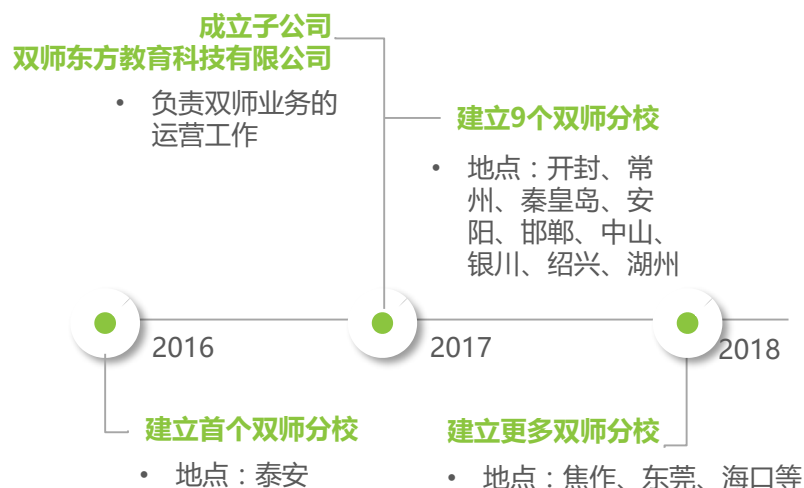 成立子公司
双师东方教育科技有限公司
• 负责双师业务的
运营工作
建立9个双师分校
• 地点：开封、常
州、秦皇岛、安
阳、邯郸、中山、
银川、绍兴、湖州
2016
2017
2018
建立首个双师分校
• 地点：泰安
建立更多双师分校
• 地点：焦作、东莞、海口等